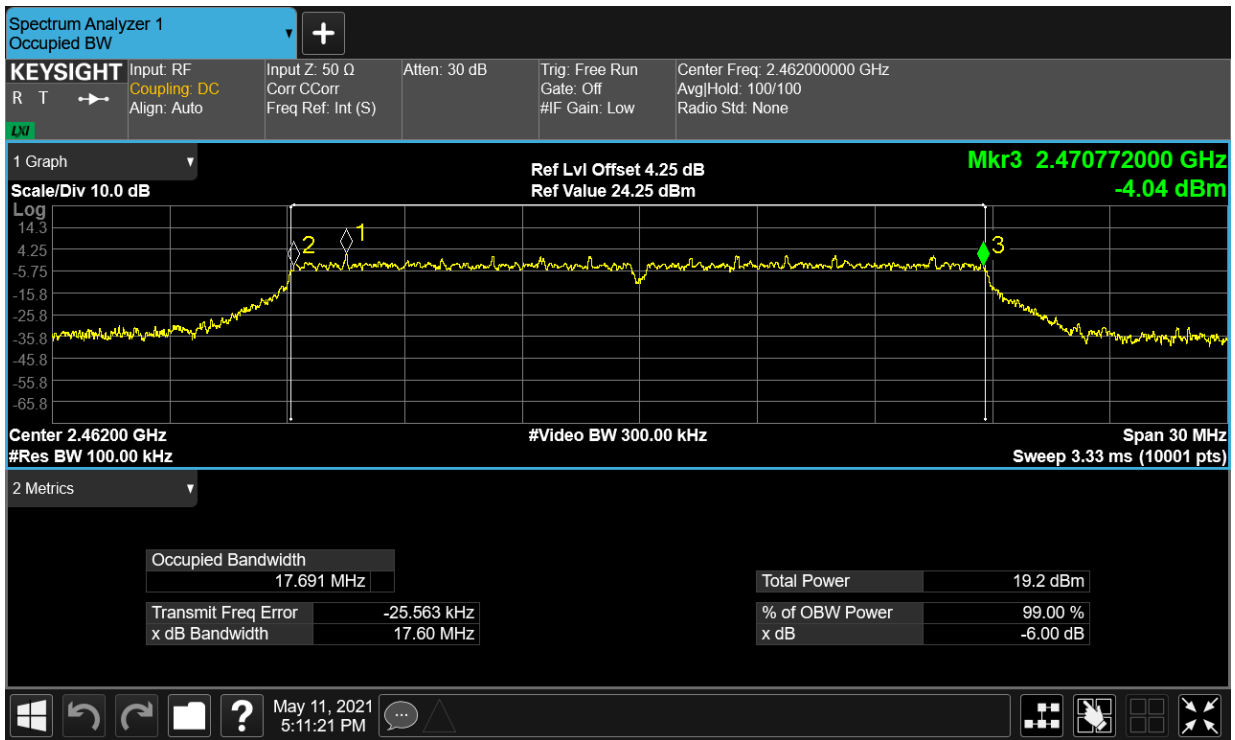 Spectrum Analyzer 1
Occupied BW
▼
+
KEYSIGHT
R T
LXI
Input: RF
Coupling: DC
Align: Auto
Input Z: 50 Ω
Corr CCorr
Freq Ref: Int (S)
Atten: 30 dB
Trig: Free Run
Gate: Off
#IF Gain: Low
Center Freq: 2.462000000 GHz
Avg|Hold: 100/100
Radio Std: None
1 Graph ▼
Scale/Div 10.0 dB
Ref Lvl Offset 4.25 dB
Ref Value 24.25 dBm
Mkr3 2.470772000 GHz
-4.04 dBm
Log
14.3
4.25
-5.75
-15.8
-25.8
-35.8
-45.8
-55.8
-65.8
2
1
3
Center 2.46200 GHz
#Res BW 100.00 kHz
#Video BW 300.00 kHz
Span 30 MHz
Sweep 3.33 ms (10001 pts)
2 Metrics ▼
Occupied Bandwidth
17.691 MHz
Transmit Freq Error -25.563 kHz
x dB Bandwidth 17.60 MHz
Total Power 19.2 dBm
% of OBW Power 99.00 %
x dB -6.00 dB
?
May 11, 2021
5:11:21 PM